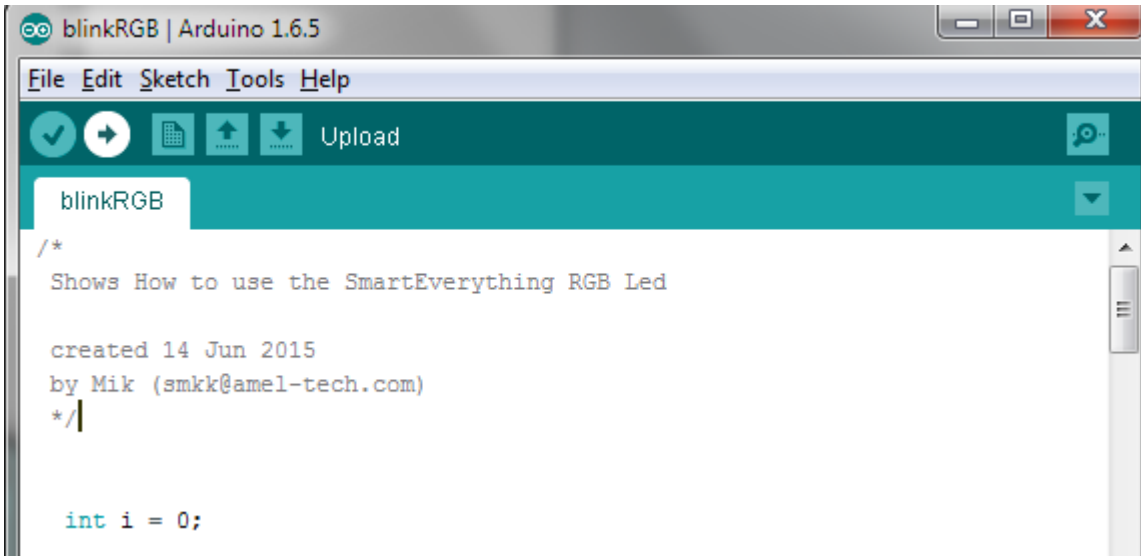 blinkRGB | Arduino 1.6.5
File Edit Sketch Tools Help
Upload
blinkRGB
/*
Shows How to use the SmartEverything RGB Led
created 14 Jun 2015
by Mik (smkk@amel-tech.com)
*/
int i = 0;